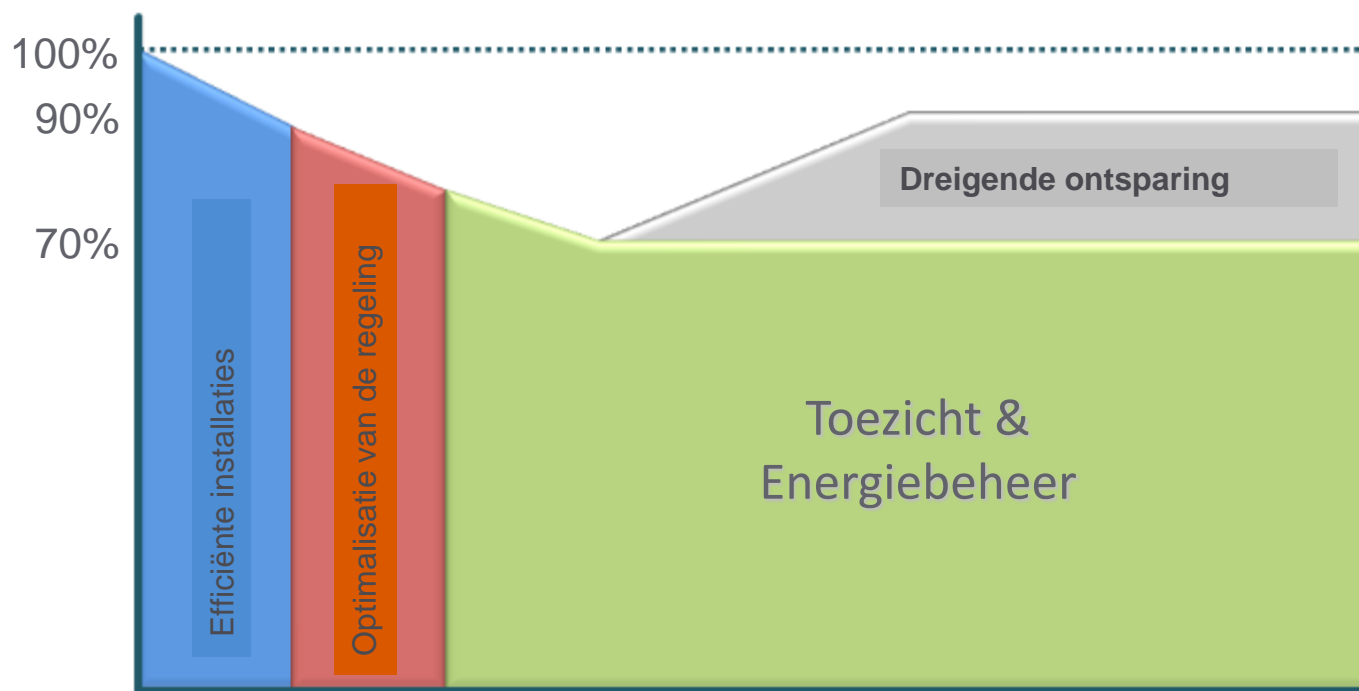 100%
90%
70%
Dreigende ontsparing
Efficiënte installaties
Optimalisatie van de regeling
Toezicht &
Energiebeheer